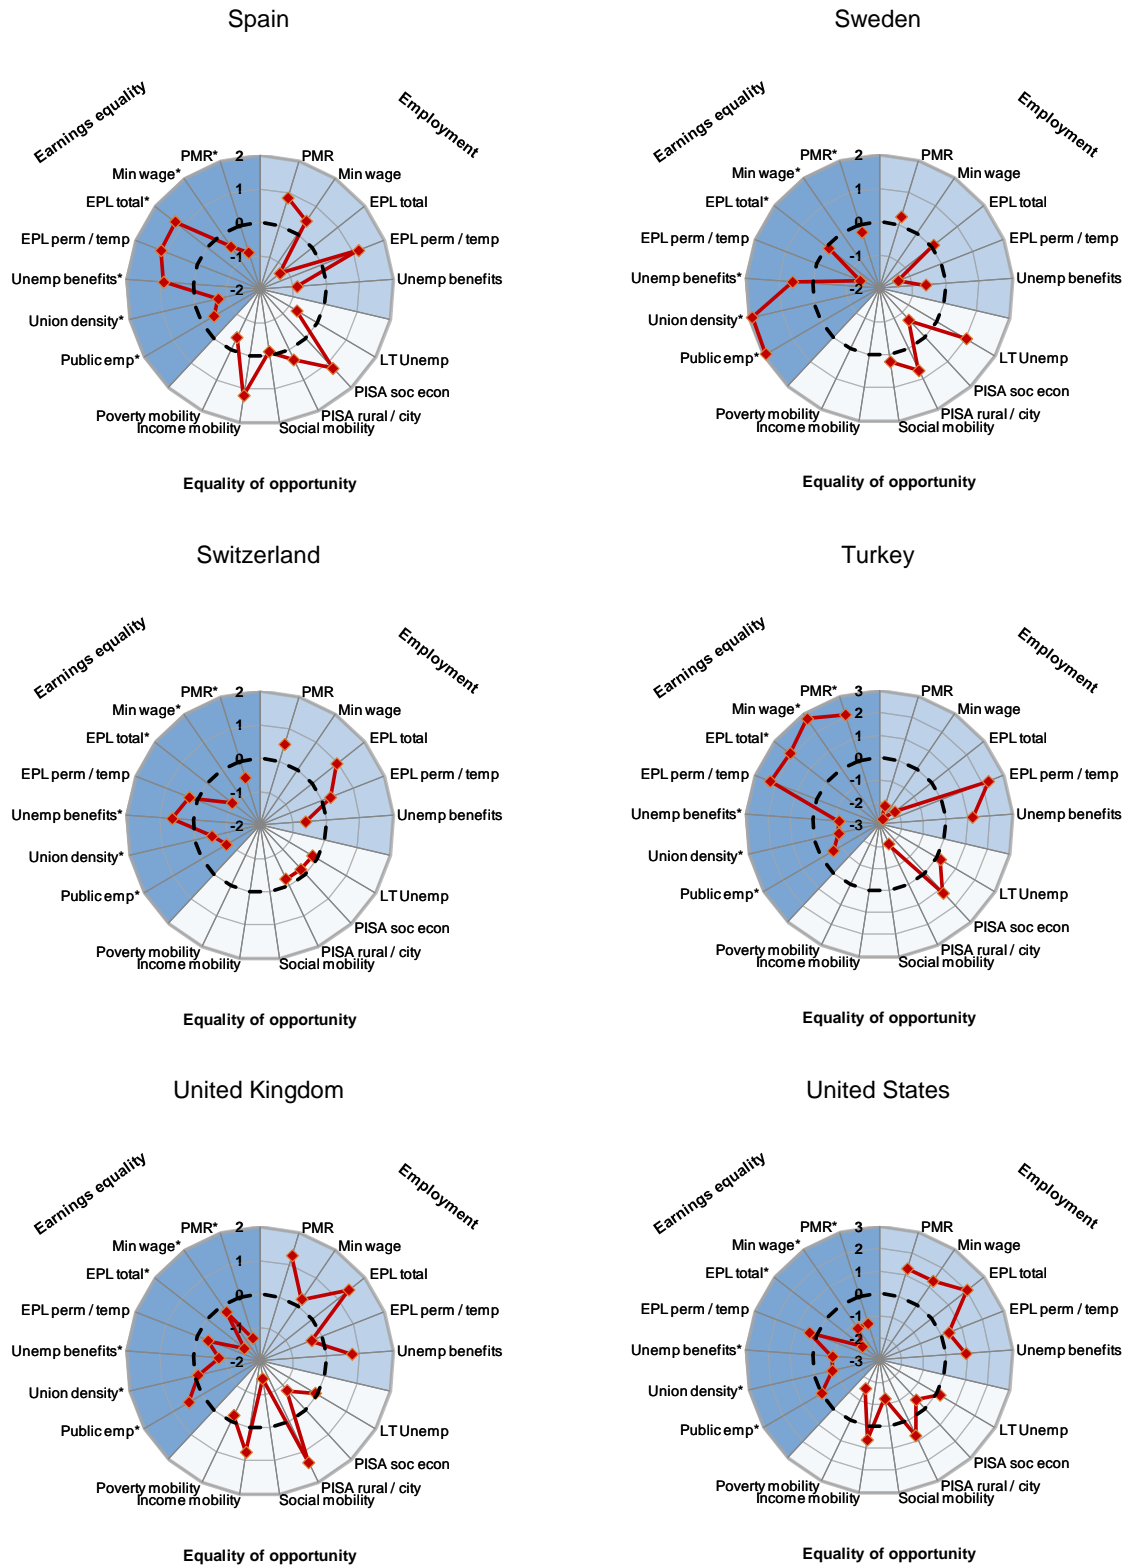 Spain
Earnings equality
Employment
PMR*
2
PMR
Min wage*
Min wage
EPL total*
1
EPL total
EPL perm / temp
0
EPL perm / temp
Unemp benefits*
-1
Unemp benefits
-2
Union density*
Public emp*
LT Unemp
PISA soc econ
Poverty mobility
PISA rural / city
Income mobility
Social mobility
Equality of opportunity
Sweden
Earnings equality
Employment
PMR*
2
PMR
Min wage*
Min wage
EPL total*
1
EPL total
EPL perm / temp
0
EPL perm / temp
Unemp benefits*
-1
Unemp benefits
-2
Union density*
Public emp*
LT Unemp
PISA soc econ
Poverty mobility
PISA rural / city
Income mobility
Social mobility
Equality of opportunity
Switzerland
Earnings equality
Employment
PMR*
2
PMR
Min wage*
Min wage
EPL total*
1
EPL total
EPL perm / temp
0
EPL perm / temp
Unemp benefits*
-1
Unemp benefits
-2
Union density*
Public emp*
LT Unemp
PISA soc econ
Poverty mobility
PISA rural / city
Income mobility
Social mobility
Equality of opportunity
Turkey
Earnings equality
Employment
PMR*
3
PMR
Min wage*
2
Min wage
EPL total*
1
EPL total
EPL perm / temp
0
EPL perm / temp
-1
Unemp benefits*
-2
Unemp benefits
-3
Union density*
Public emp*
LT Unemp
PISA soc econ
Poverty mobility
PISA rural / city
Income mobility
Social mobility
Equality of opportunity
United Kingdom
Earnings equality
Employment
PMR*
2
PMR
Min wage*
Min wage
EPL total*
1
EPL total
EPL perm / temp
0
EPL perm / temp
Unemp benefits*
-1
Unemp benefits
-2
Union density*
Public emp*
LT Unemp
PISA soc econ
Poverty mobility
PISA rural / city
Income mobility
Social mobility
Equality of opportunity
United States
Earnings equality
Employment
PMR*
3
PMR
Min wage*
2
Min wage
EPL total*
1
EPL total
EPL perm / temp
0
EPL perm / temp
-1
Unemp benefits*
-2
Unemp benefits
-3
Union density*
Public emp*
LT Unemp
PISA soc econ
Poverty mobility
PISA rural / city
Income mobility
Social mobility
Equality of opportunity